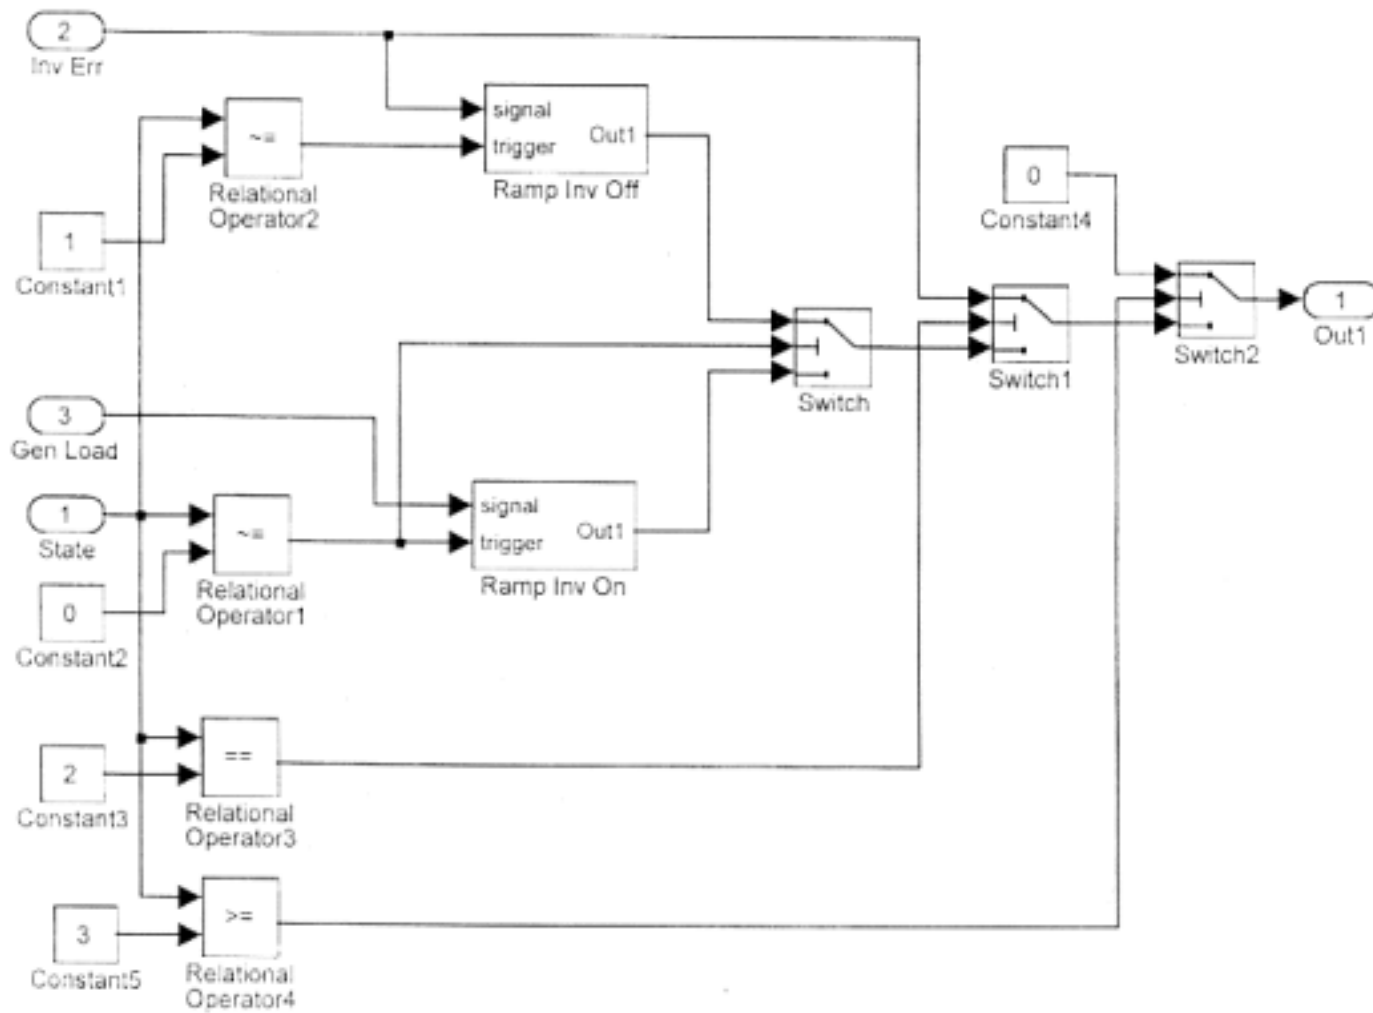 2
Inv Err
~=
Relational
Operator2
1
Constant1
signal
trigger
Out1
Ramp Inv Off
0
Constant4
Switch
Switch1
Switch2
1
Out1
3
Gen Load
1
State
~=
Relational
Operator1
0
Constant2
signal
trigger
Out1
Ramp Inv On
2
Constant3
==
Relational
Operator3
3
Constant5
>=
Relational
Operator4